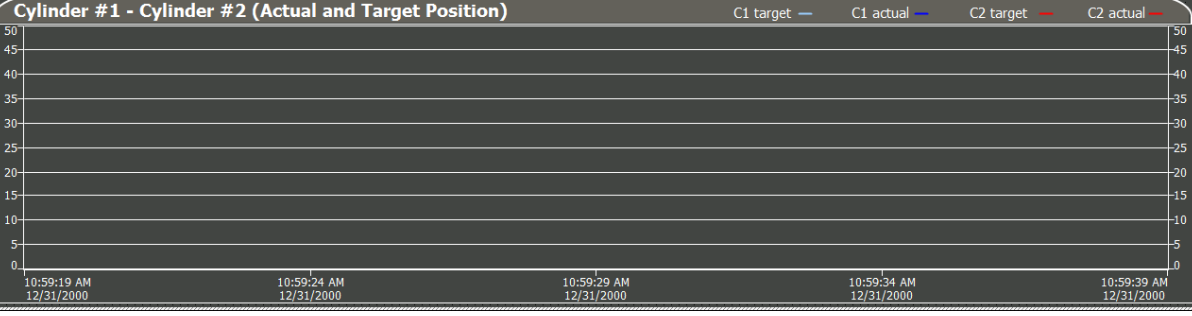 Cylinder #1 - Cylinder #2 (Actual and Target Position)
C1 target C1 actual C2 target C2 actual
50 50
45 45
40 40
35 35
30 30
25 25
20 20
15 15
10 10
5 5
0 0
10:59:19 AM 10:59:24 AM 10:59:29 AM 10:59:34 AM 10:59:39 AM
12/31/2000 12/31/2000 12/31/2000 12/31/2000 12/31/2000